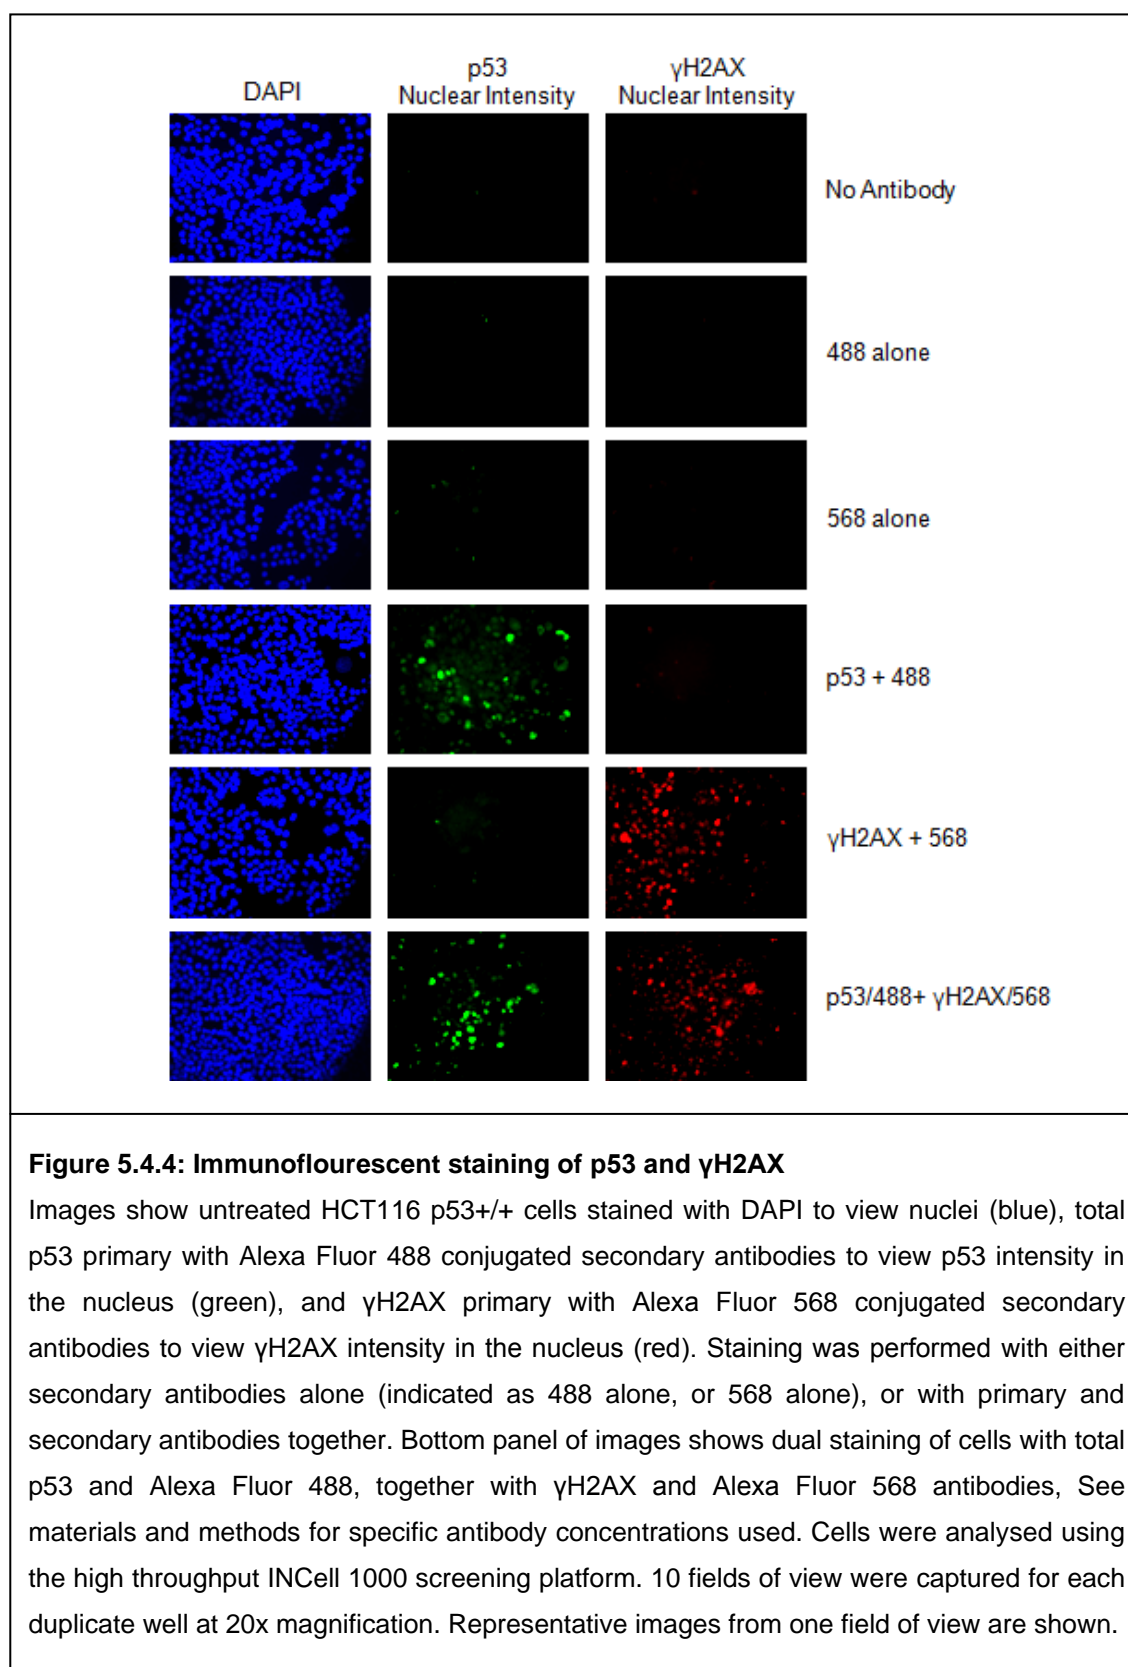 DAPI
p53
Nuclear Intensity
γH2AX
Nuclear Intensity
No Antibody
488 alone
568 alone
p53 + 488
γH2AX + 568
p53/488+ γH2AX/568
Figure 5.4.4: Immunoflourescent staining of p53 and γH2AX
Images show untreated HCT116 p53+/+ cells stained with DAPI to view nuclei (blue), total
p53 primary with Alexa Fluor 488 conjugated secondary antibodies to view p53 intensity in
the nucleus (green), and γH2AX primary with Alexa Fluor 568 conjugated secondary
antibodies to view γH2AX intensity in the nucleus (red). Staining was performed with either
secondary antibodies alone (indicated as 488 alone, or 568 alone), or with primary and
secondary antibodies together. Bottom panel of images shows dual staining of cells with total
p53 and Alexa Fluor 488, together with γH2AX and Alexa Fluor 568 antibodies, See
materials and methods for specific antibody concentrations used. Cells were analysed using
the high throughput INCell 1000 screening platform. 10 fields of view were captured for each
duplicate well at 20x magnification. Representative images from one field of view are shown.